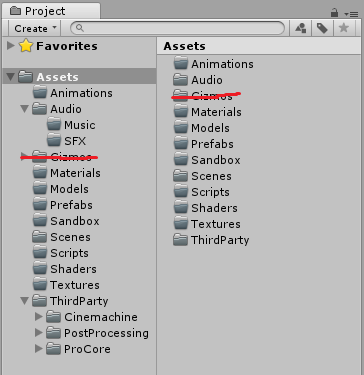 Project
Create
Favorites
Assets
Animations
Audio
Music
SFX
Gizmos
Materials
Models
Prefabs
Sandbox
Scenes
Scripts
Shaders
Textures
ThirdParty
Cinemachine
PostProcessing
ProCore
Assets
Animations
Audio
Gizmos
Materials
Models
Prefabs
Sandbox
Scenes
Scripts
Shaders
Textures
ThirdParty